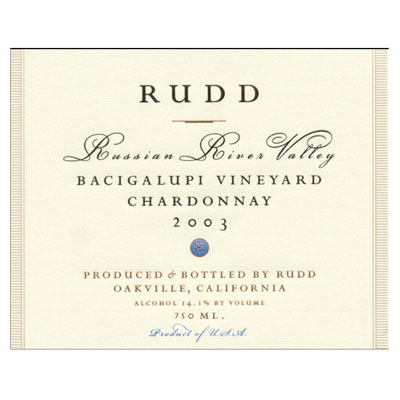 RUDD
Russian River Valley
BACIGALUPI VINEYARD
CHARDONNAY
2003
PRODUCED & BOTTLED BY RUDD
OAKVILLE, CALIFORNIA
ALCOHOL 14.1% BY VOLUME
750 ML.
Product of U.S.A.